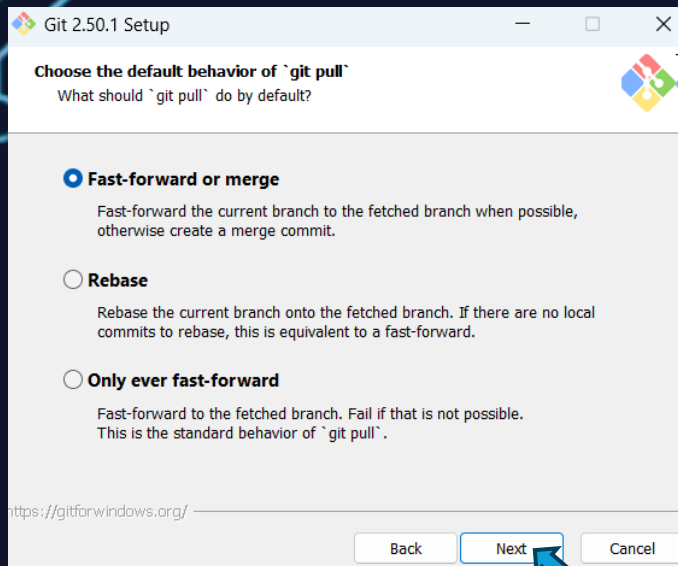 Git 2.50.1 Setup
Choose the default behavior of `git pull`
What should `git pull` do by default?
Fast-forward or merge
Fast-forward the current branch to the fetched branch when possible,
otherwise create a merge commit.
Rebase
Rebase the current branch onto the fetched branch. If there are no local
commits to rebase, this is equivalent to a fast-forward.
Only ever fast-forward
Fast-forward to the fetched branch. Fail if that is not possible.
This is the standard behavior of `git pull`.
https://gitforwindows.org/
Back Next Cancel